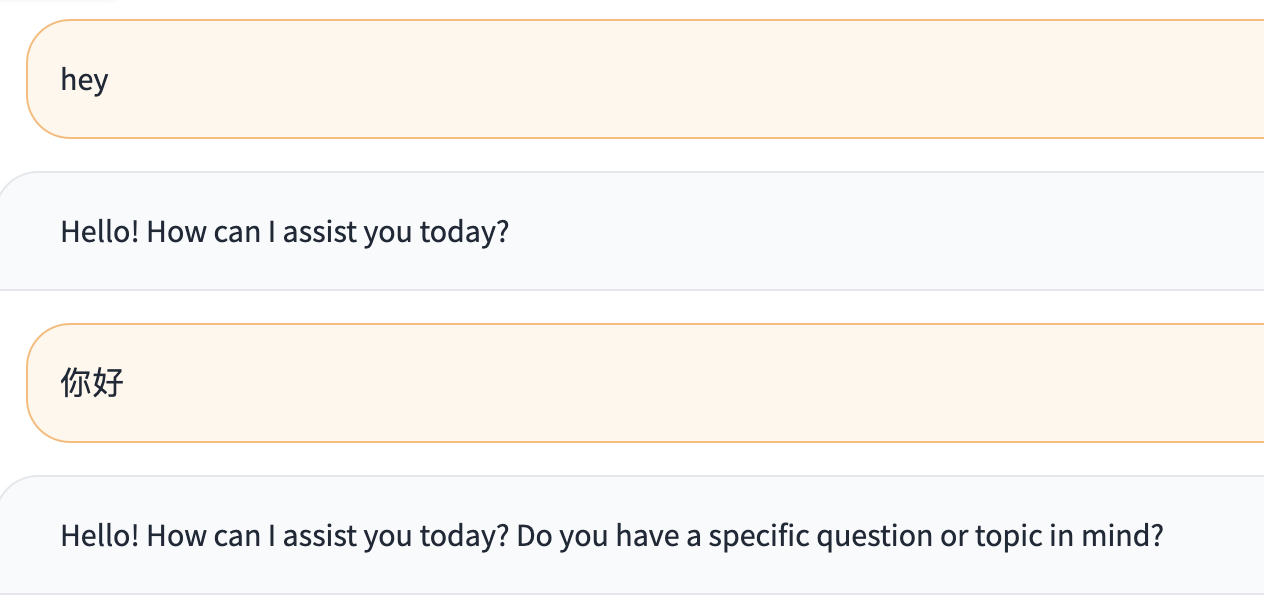 hey
Hello! How can I assist you today?
你好
Hello! How can I assist you today? Do you have a specific question or topic in mind?